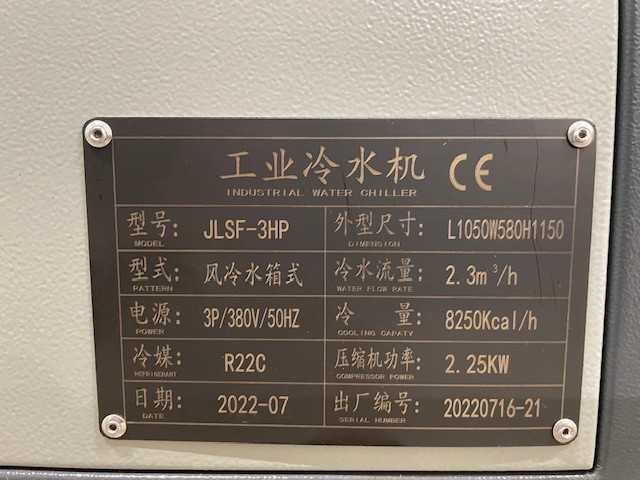 工业冷水机 CE
INDUSTRIAL WATER CHILLER
型号: JLSF-3HP 外型尺寸: L1050W580H1150
MODEL DIMENSION
型式: 风冷水箱式 冷水流量: 2.3m³/h
PATTERN WATER FLOW RATE
电源: 3P/380V/50HZ 冷 量: 8250Kcal/h
POWER COOLING CAPATY
冷媒: R22C 压缩机功率: 2.25KW
REFRIGERANT COMPRESSOR POWER
日期: 2022-07 出厂编号: 20220716-21
DATE SERIAL HUMBER